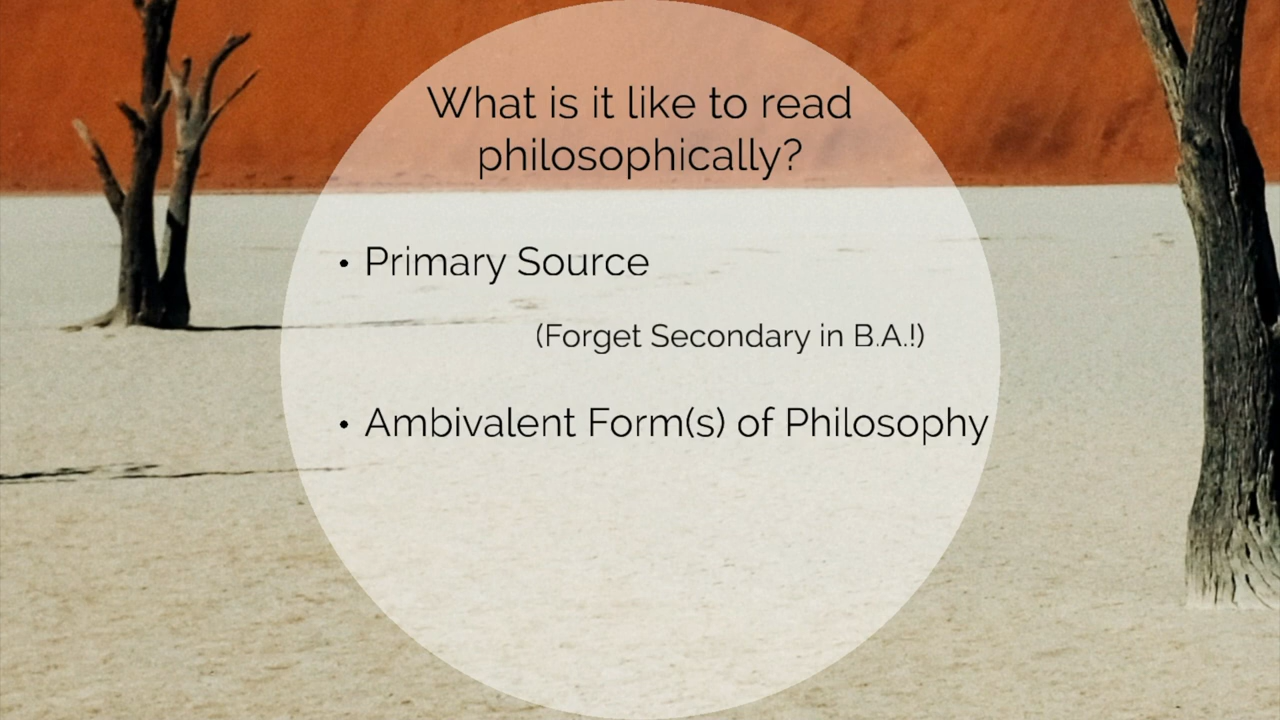 What is it like to read
philosophically?
• Primary Source
(Forget Secondary in B.A.!)
• Ambivalent Form(s) of Philosophy